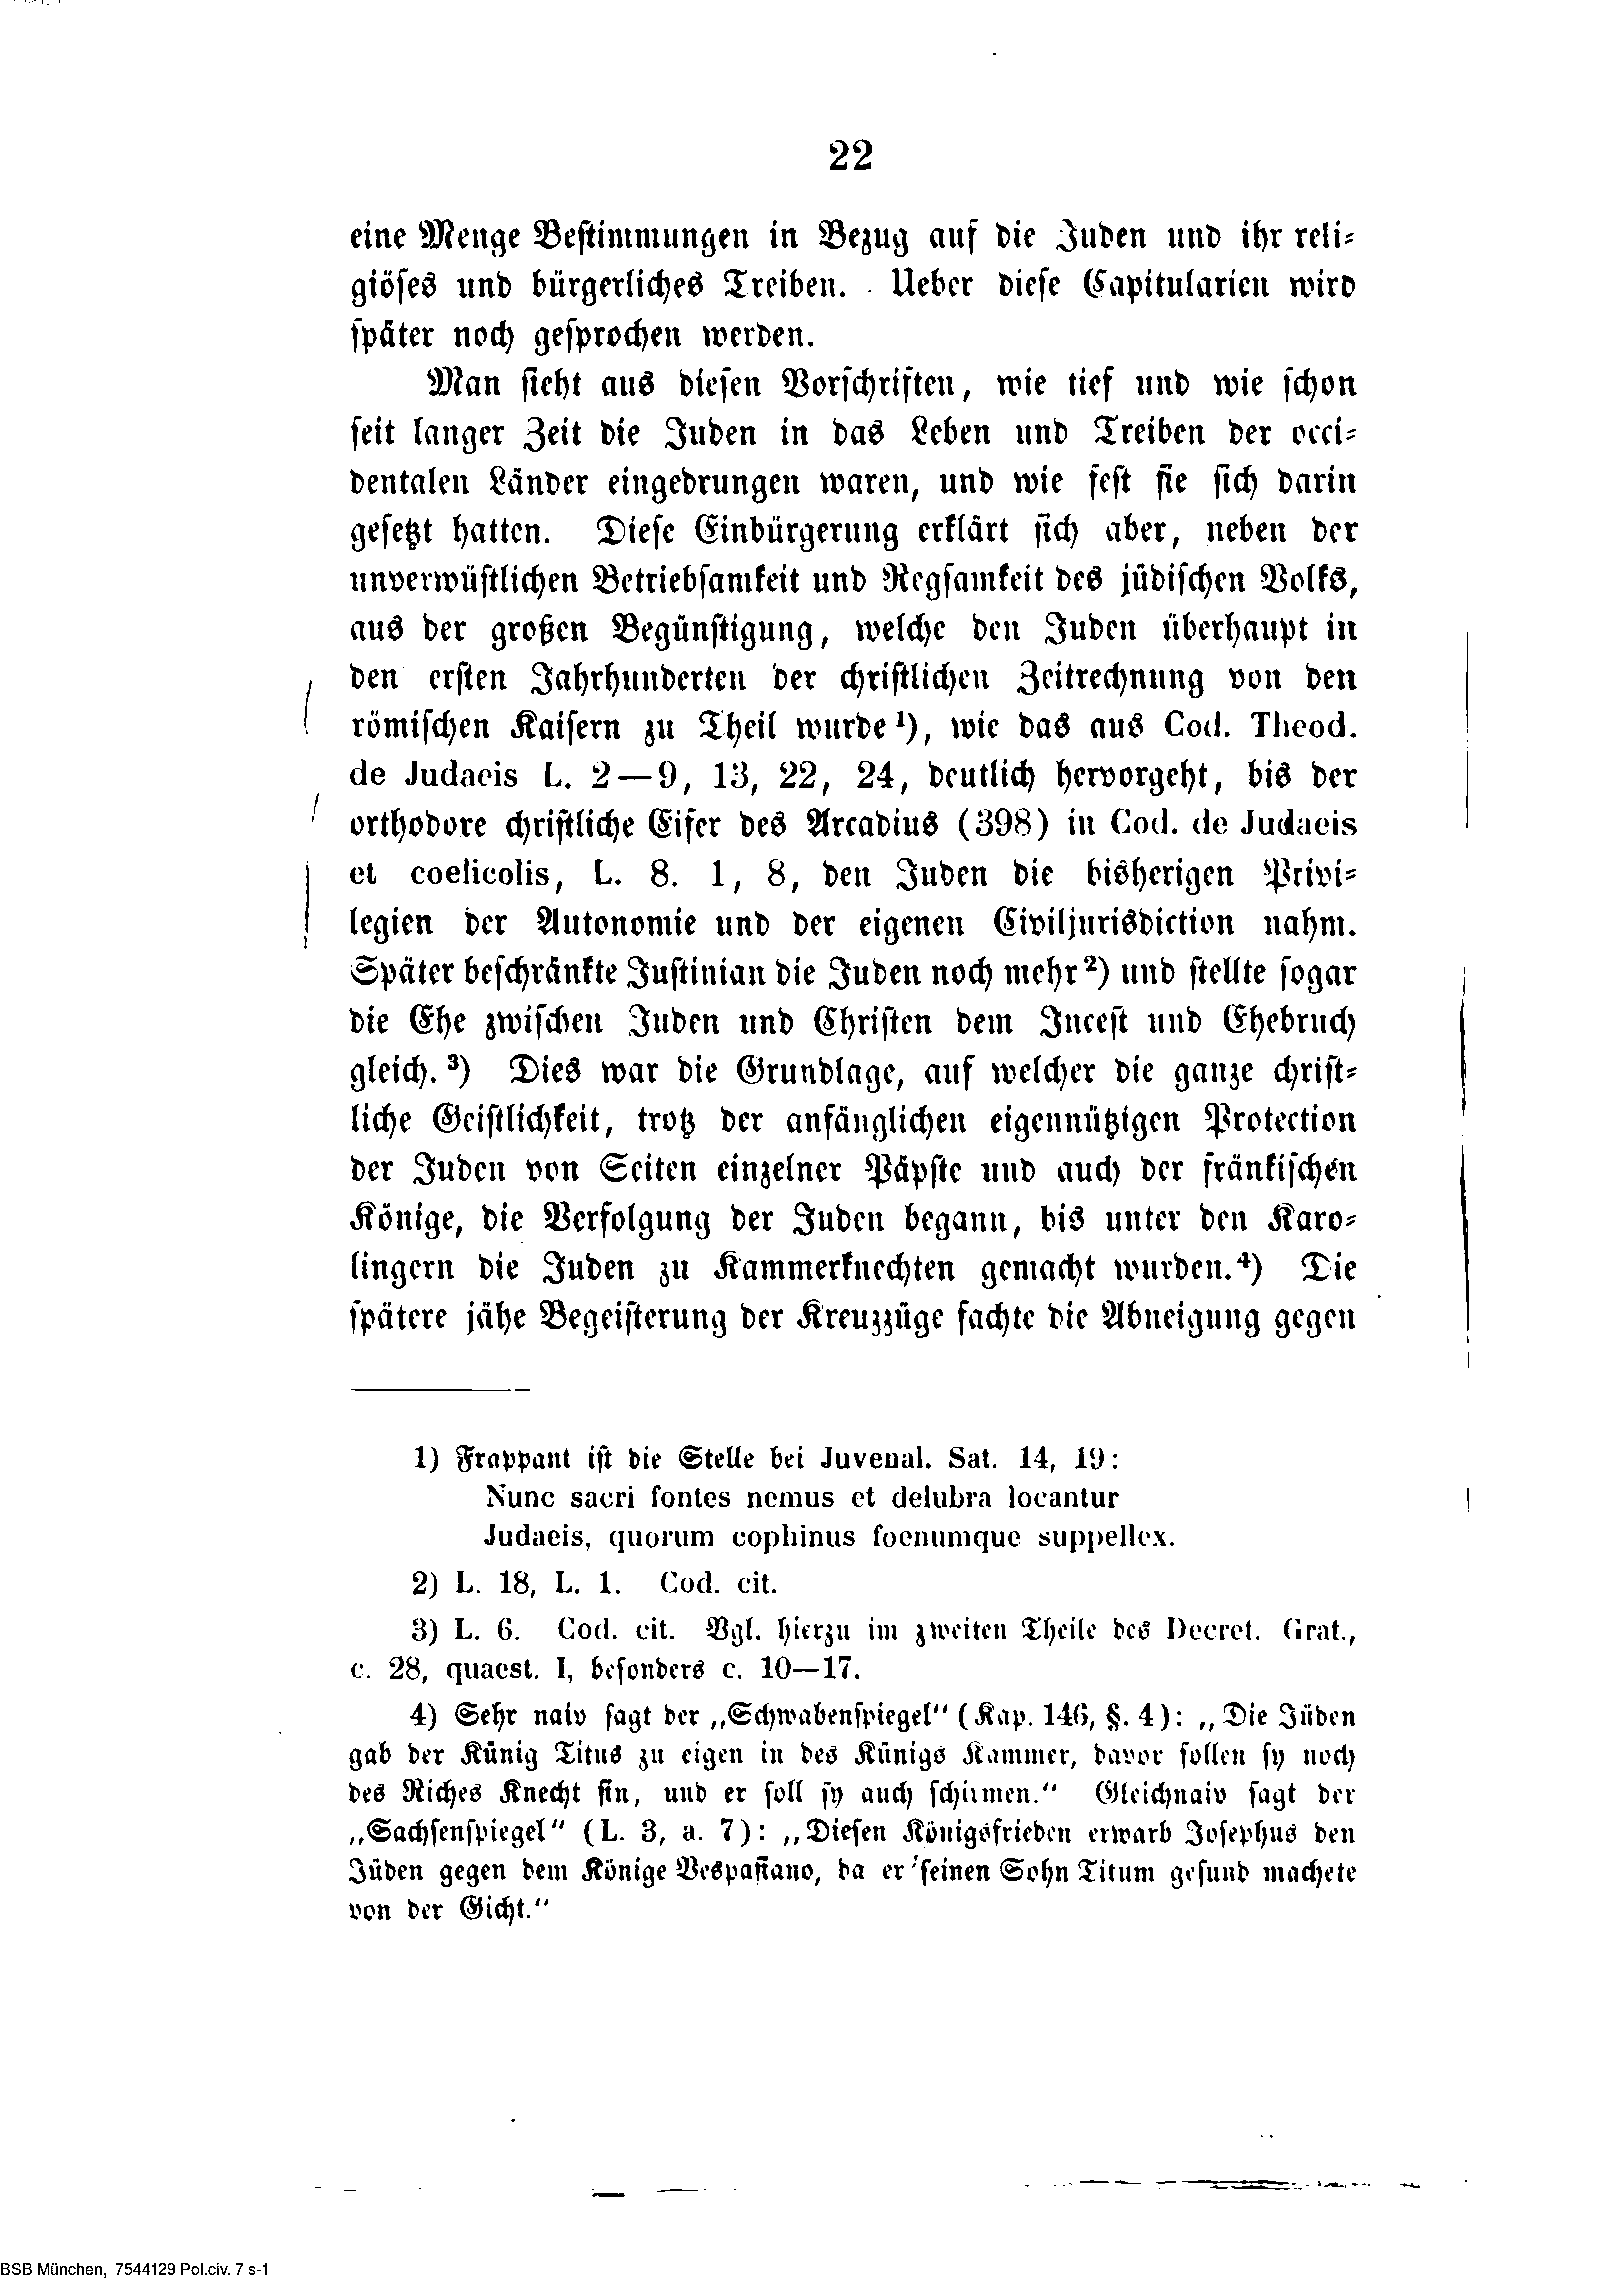 22
eine Menge Bestimmungen in Bezug auf die Juden und ihr reli-
giöses und bürgerliches Treiben. Ueber diese Capitularien wird
später noch gesprochen werden.
Man sieht aus diesen Vorschriften, wie tief und wie schon
seit langer Zeit die Juden in das Leben und Treiben der occi-
dentalen Länder eingedrungen waren, und wie fest sie sich darin
gesetzt hatten. Diese Einbürgerung erklärt sich aber, neben der
unverwüstlichen Betriebsamkeit und Regsamkeit des jüdischen Volks,
aus der großen Begünstigung, welche den Juden überhaupt in
den ersten Jahrhunderten der christlichen Zeitrechnung von den
römischen Kaisern zu Theil wurde¹), wie das aus Cod. Theod.
de Judaeis L. 2—9, 13, 22, 24, deutlich hervorgeht, bis der
orthodoxe christliche Eifer des Arcadius (398) in Cod. de Judaeis
et coelicolis, L. 8. 1, 8, den Juden die bisherigen Privi-
legien der Autonomie und der eigenen Civiljurisdiction nahm.
Später beschränkte Justinian die Juden noch mehr²) und stellte sogar
die Ehe zwischen Juden und Christen dem Incest und Ehebruch
gleich.³) Dies war die Grundlage, auf welcher die ganze christ-
liche Geistlichkeit, trotz der anfänglichen eigennützigen Protection
der Juden von Seiten einzelner Päpste und auch der fränkischen
Könige, die Verfolgung der Juden begann, bis unter den Karo-
lingern die Juden zu Kammerknechten gemacht wurden.⁴) Die
spätere jähe Begeisterung der Kreuzzüge fachte die Abneigung gegen
1) Frappant ist die Stelle bei Juvenal. Sat. 14, 19:
Nunc sacri fontes nemus et delubra locantur
Judaeis, quorum cophinus foenumque suppellex.
2) L. 18, L. 1. Cod. cit.
3) L. 6. Cod. cit. Vgl. hierzu im zweiten Theile des Decret. Grat.,
c. 28, quaest. I, besonders c. 10—17.
4) Sehr naiv sagt der „Schwabenspiegel“ (Kap. 146, §. 4): „Die Jüden
gab der Künig Titus zu eigen in des Künigs Kammer, davor sollen sy noch
des Riches Knecht sin, und er soll sy auch schirmen.“ Gleichnaiv sagt der
„Sachsenspiegel“ (L. 3, a. 7): „Diesen Königsfrieden erwarb Josephus den
Jüden gegen dem Könige Vespasiano, da er seinen Sohn Titum gesund machete
von der Gicht.“
BSB München, 7544129 Pol.civ. 7 s-1